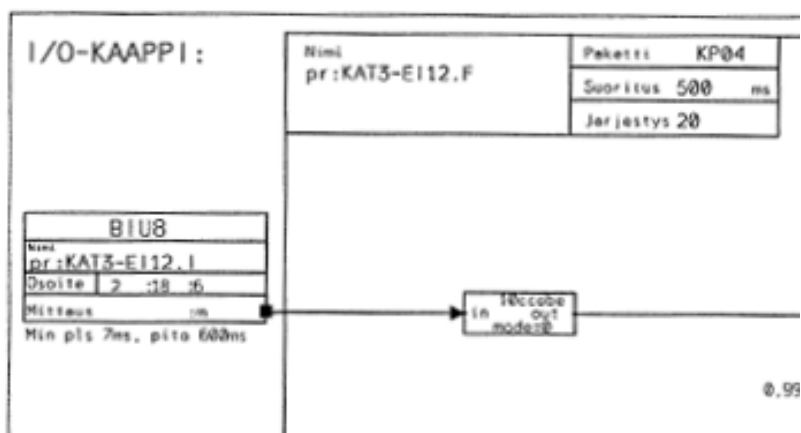 I/O-KAAPPI:
Nimi
pr:KAT3-EI12.F
Paketti KP04
Suoritus 500 ms
Jarjestys 20
BIU8
Nimi
pr:KAT3-EI12.I
Osoite 2 :18 :6
Mittaus :m
Min pls 7ms, pito 600ms
in out
mode=0
0.99